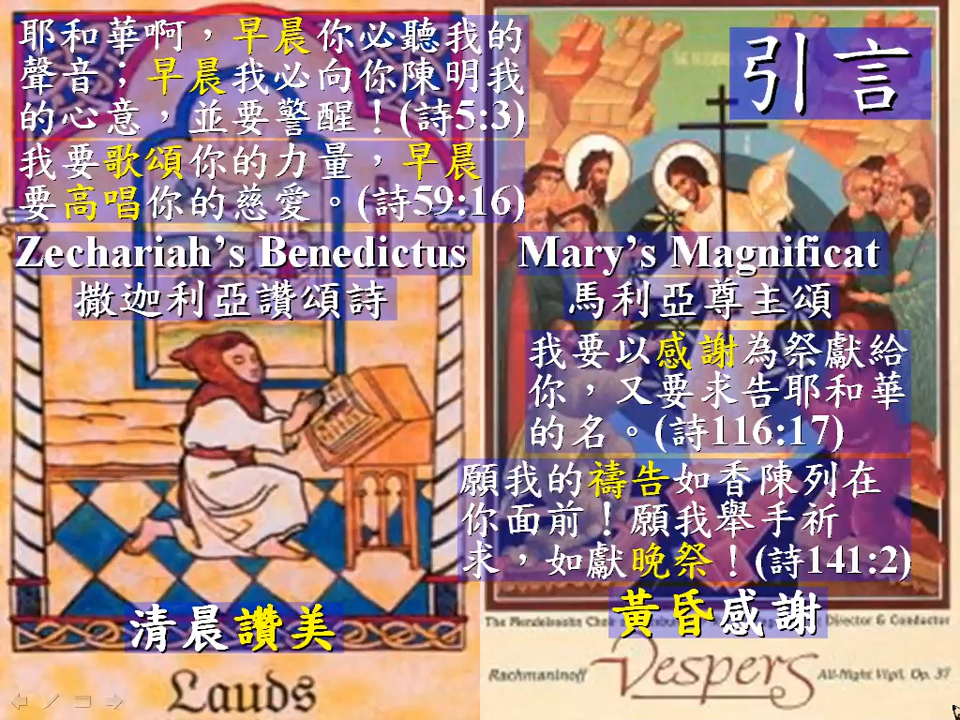 引言
耶和華啊，早晨你必聽我的
聲音；早晨我必向你陳明我
的心意，並要警醒！(詩5:3)
我要歌頌你的力量，早晨
要高唱你的慈愛。(詩59:16)
Zechariah's Benedictus
撒迦利亞讚頌詩
清晨讚美
Lauds
Mary's Magnificat
馬利亞尊主頌
我要以感謝為祭獻給
你，又要求告耶和華
的名。(詩116:17)
願我的禱告如香陳列在
你面前！願我舉手祈
求，如獻晚祭！(詩141:2)
黃昏感謝
The Mendelssohn Choir Director & Conductor
Rachmaninoff Vespers All-Night Vigil, Op. 37